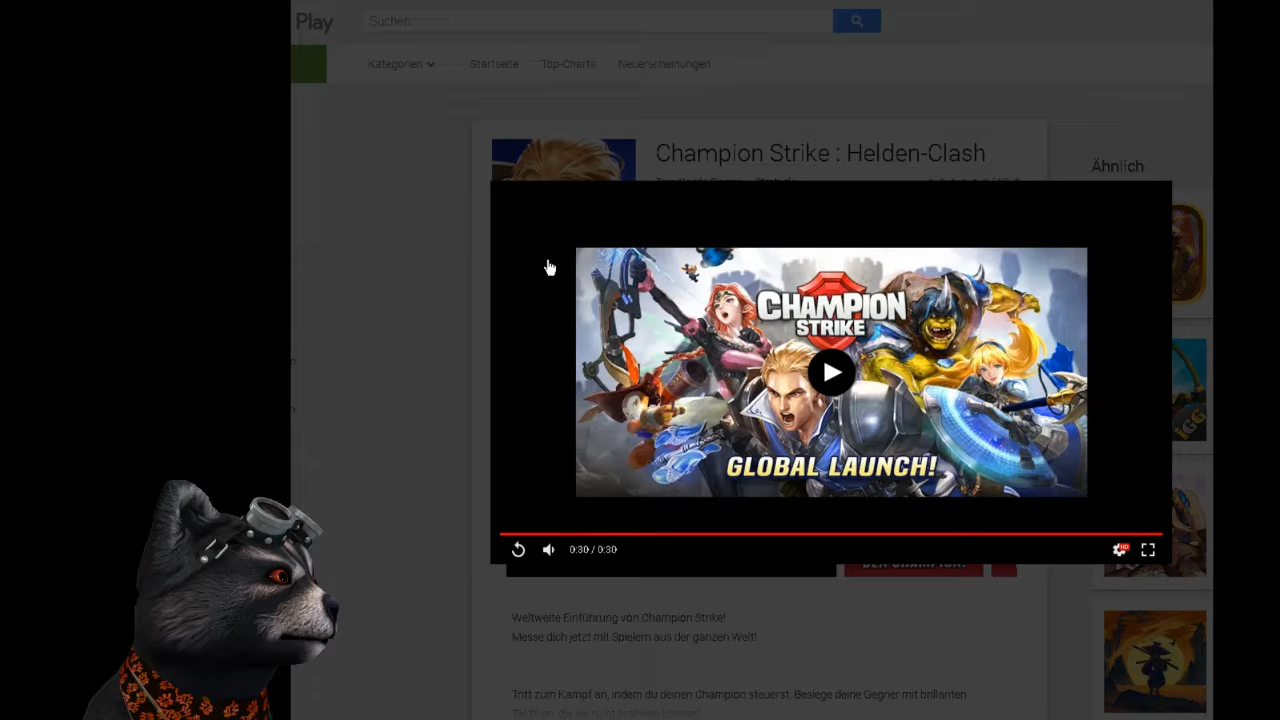 Play
Suchen
Kategorien
Startseite
Top-Charts
Neuerscheinungen
Champion Strike : Helden-Clash
Ähnlich
CHAMPION
STRIKE
GLOBAL LAUNCH!
IGG
0:30 / 0:30
HD
Weltweite Einführung von Champion Strike!
Messe dich jetzt mit Spielern aus der ganzen Welt!
Tritt zum Kampf an, indem du deinen Champion steuerst. Besiege deine Gegner mit brillanten